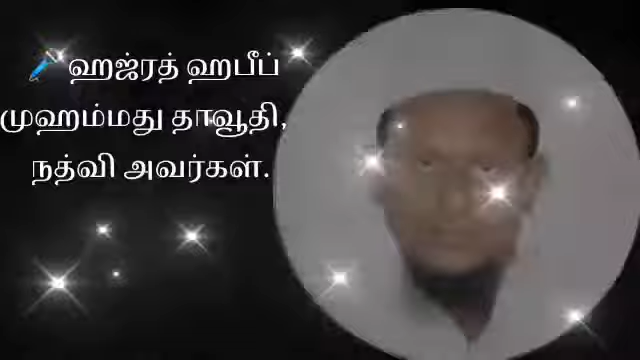 ஹஜ்ரத் ஹபீப்
முஹம்மது தாவூதி,
நத்வி அவர்கள்.